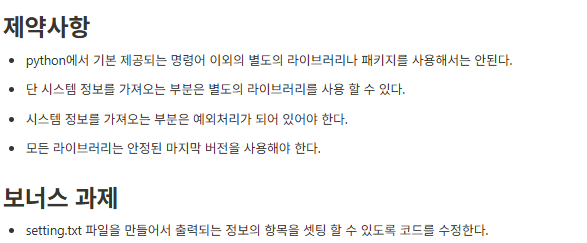 제약사항
python에서 기본 제공되는 명령어 이외의 별도의 라이브러리나 패키지를 사용해서는 안된다.
단 시스템 정보를 가져오는 부분은 별도의 라이브러리를 사용 할 수 있다.
시스템 정보를 가져오는 부분은 예외처리가 되어 있어야 한다.
모든 라이브러리는 안정된 마지막 버전을 사용해야 한다.
보너스 과제
setting.txt 파일을 만들어서 출력되는 정보의 항목을 셋팅 할 수 있도록 코드를 수정한다.